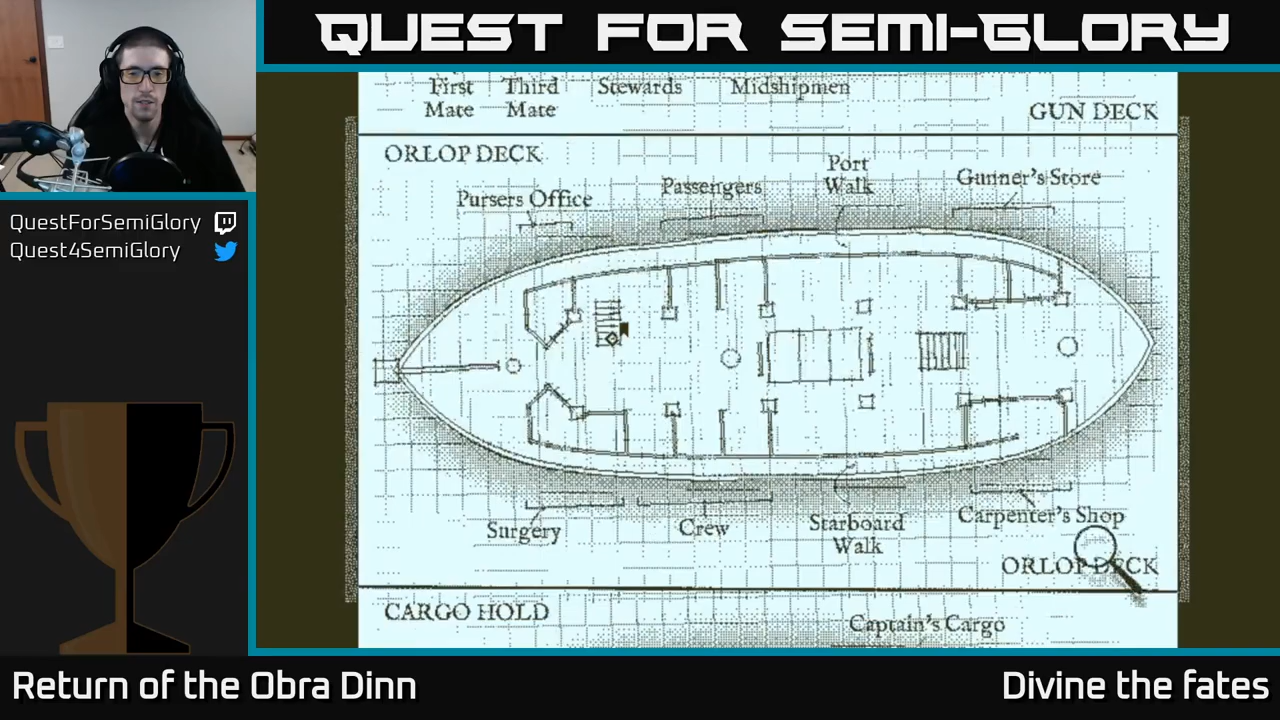 QUEST FOR SEMI-GLORY
QuestForSemiGlory
Quest4SemiGlory
First Mate
Third Mate
Stewards
Midshipmen
GUN DECK
ORLOP DECK
Pursers Office
Passengers
Port Walk
Gunner's Store
Surgery
Crew
Starboard Walk
Carpenter's Shop
ORLOP DECK
CARGO HOLD
Captain's Cargo
Return of the Obra Dinn
Divine the fates